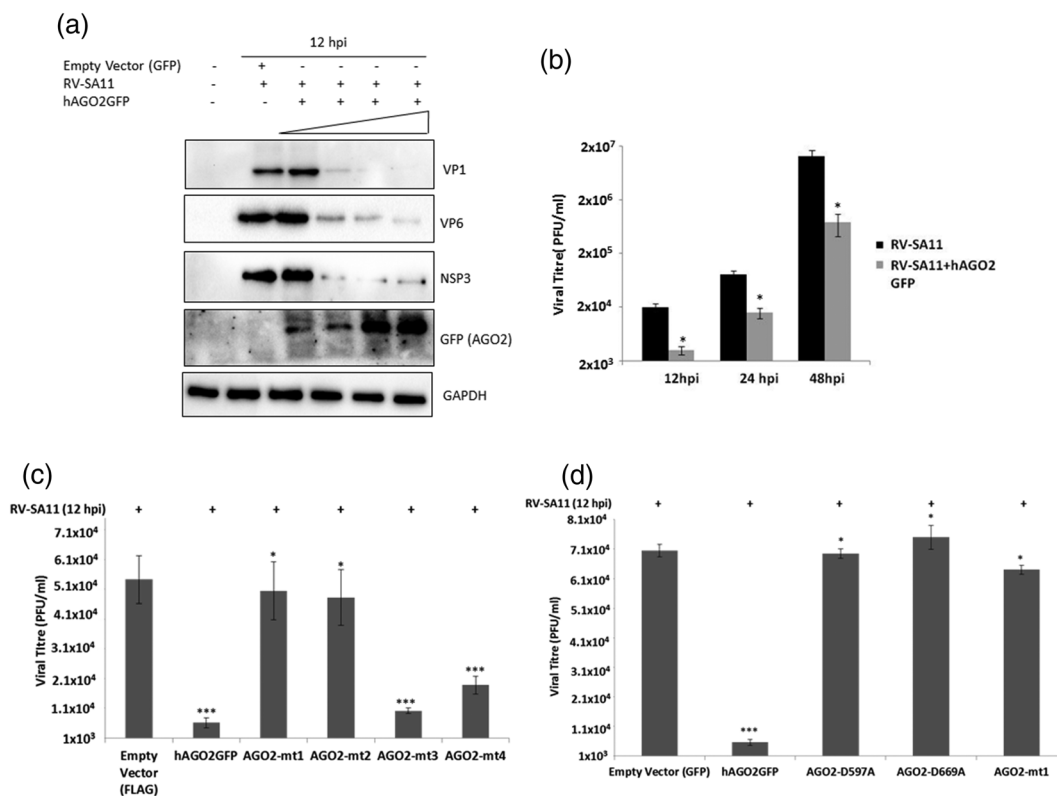 (a)
12 hpi
Empty Vector (GFP) - + - - - -
RV-SA11 - + + + + +
hAGO2GFP - - + + + +
VP1
VP6
NSP3
GFP (AGO2)
GAPDH
(b)
Viral Titre( PFU/ml)
2x10⁷
2x10⁶
2x10⁵
2x10⁴
2x10³
*
*
*
12hpi 24 hpi 48hpi
RV-SA11
RV-SA11+hAGO2
GFP
(c)
RV-SA11 (12 hpi) + + + + + +
Viral Titre (PFU/ml)
7.1x10⁴
6.1x10⁴
5.1x10⁴
4.1x10⁴
3.1x10⁴
2.1x10⁴
1.1x10⁴
1x10³
***
*
*
***
***
Empty hAGO2GFP AGO2-mt1 AGO2-mt2 AGO2-mt3 AGO2-mt4
Vector
(FLAG)
(d)
RV-SA11 (12 hpi) + + + + +
Viral Titre (PFU/ml)
8.1x10⁴
7.1x10⁴
6.1x10⁴
5.1x10⁴
4.1x10⁴
3.1x10⁴
2.1x10⁴
1.1x10⁴
1x10³
***
*
*
*
Empty Vector (GFP) hAGO2GFP AGO2-D597A AGO2-D669A AGO2-mt1